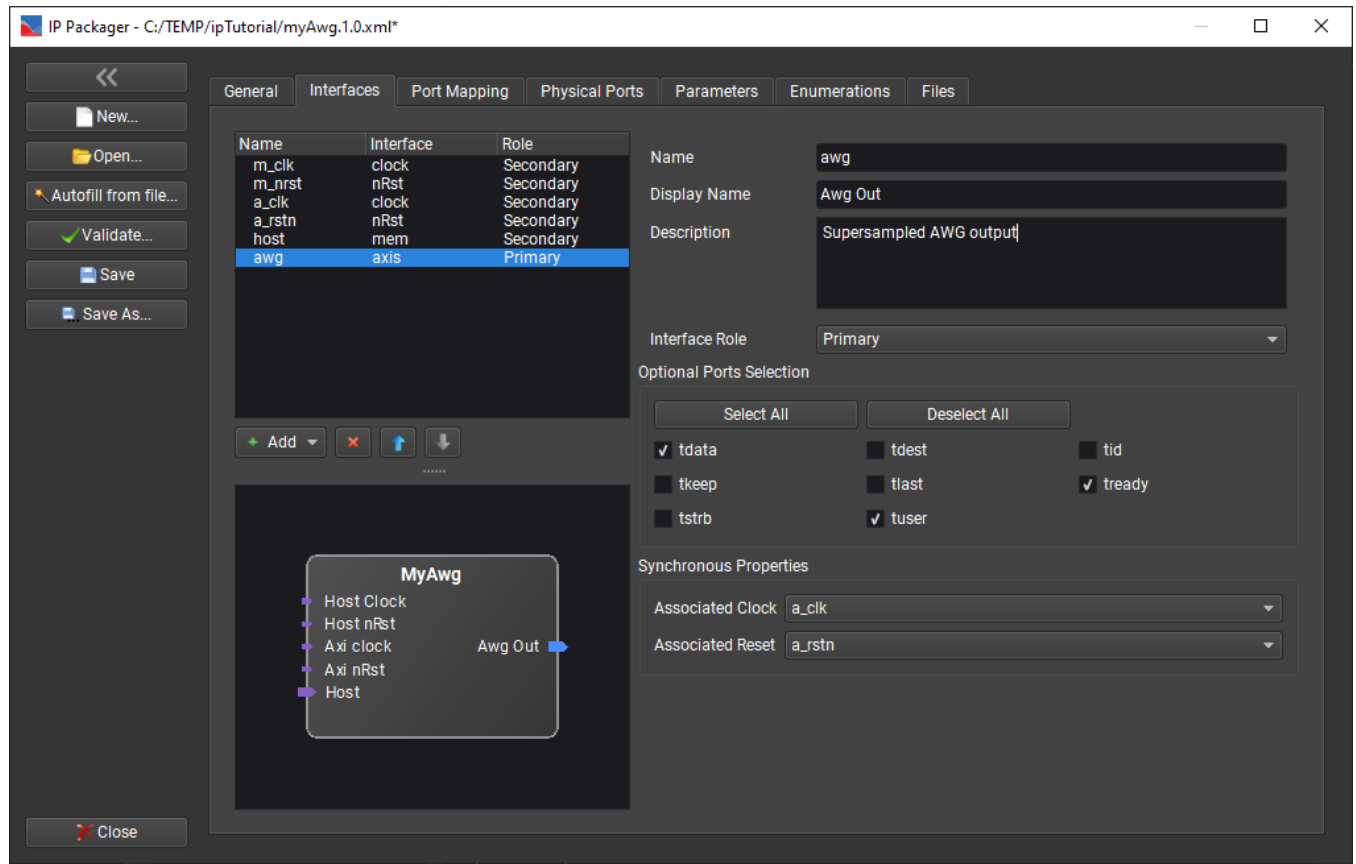 IP Packager - C:/TEMP/ipTutorial/myAwg.1.0.xml*
New...
Open...
Autofill from file...
Validate...
Save
Save As...
Close
General Interfaces Port Mapping Physical Ports Parameters Enumerations Files
Name Interface Role
m_clk clock Secondary
m_nrst nRst Secondary
a_clk clock Secondary
a_rstn nRst Secondary
host mem Secondary
awg axis Primary
Add
MyAwg
Host Clock
Host nRst
Axi clock Awg Out
Axi nRst
Host
Name awg
Display Name Awg Out
Description Supersampled AWG output
Interface Role Primary
Optional Ports Selection
Select All Deselect All
tdata tdest tid
tkeep tlast tready
tstrb tuser
Synchronous Properties
Associated Clock a_clk
Associated Reset a_rstn